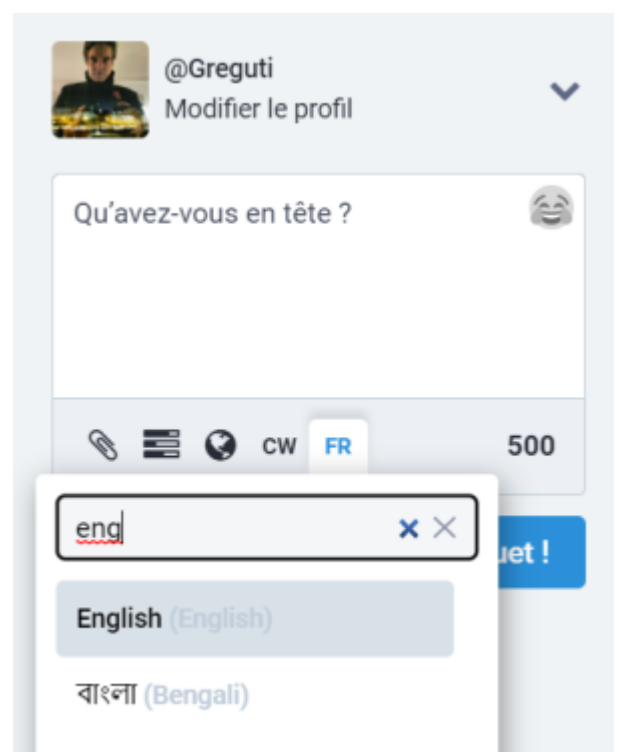 @Greguti
Modifier le profil
Qu'avez-vous en tête ?
CW FR 500
eng
uet !
English (English)
বাংলা (Bengali)